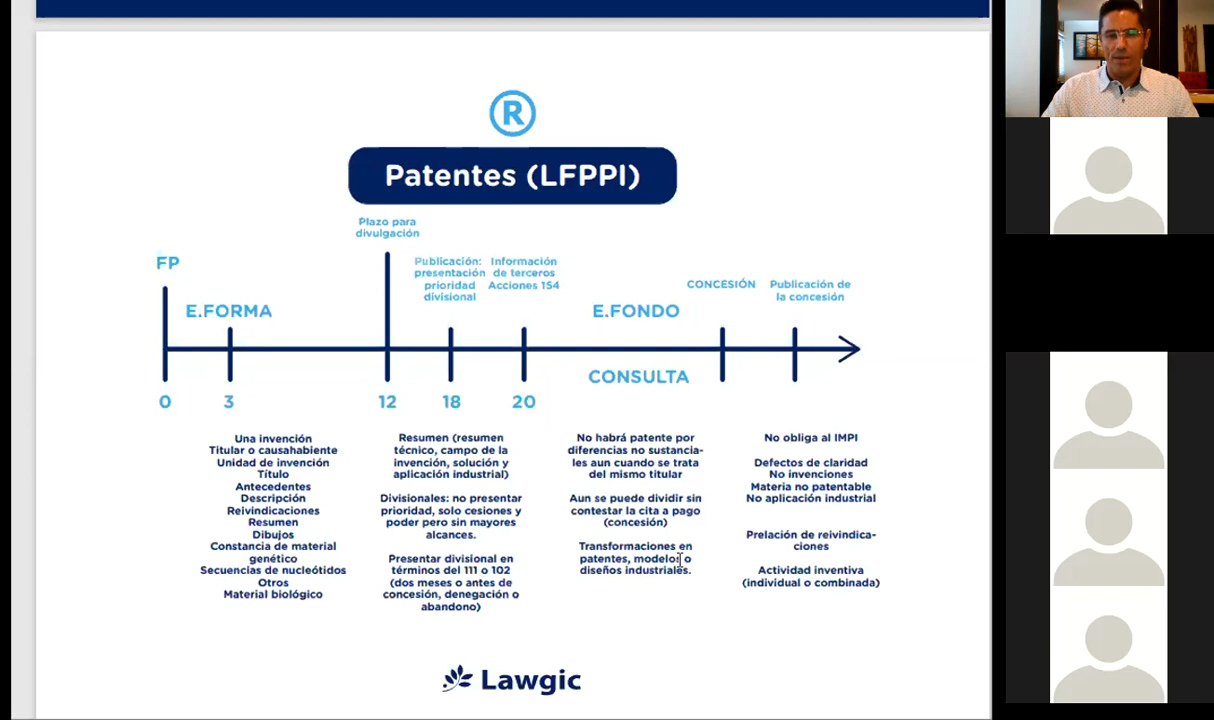 ®
Patentes (LFPPI)
Plazo para
divulgación
FP
Publicación:
presentación
prioridad
divisional
Información
de terceros
Acciones 154
CONCESIÓN
Publicación de
la concesión
E.FORMA
E.FONDO
CONSULTA
0
3
12
18
20
Una invención
Titular o causahabiente
Unidad de invención
Título
Antecedentes
Descripción
Reivindicaciones
Resumen
Dibujos
Constancia de material
genético
Secuencias de nucleótidos
Otros
Material biológico
Resumen (resumen
técnico, campo de la
invención, solución y
aplicación industrial)
Divisionales: no presentar
prioridad, solo cesiones y
poder pero sin mayores
alcances.
Presentar divisional en
términos del 111 o 102
(dos meses o antes de
concesión, denegación o
abandono)
No habrá patente por
diferencias no sustancia-
les aun cuando se trata
del mismo titular
Aun se puede dividir sin
contestar la cita a pago
(concesión)
Transformaciones en
patentes, modelos o
diseños industriales.
No obliga al IMPI
Defectos de claridad
No invenciones
Materia no patentable
No aplicación industrial
Prelación de reivindica-
ciones
Actividad inventiva
(individual o combinada)
Lawgic